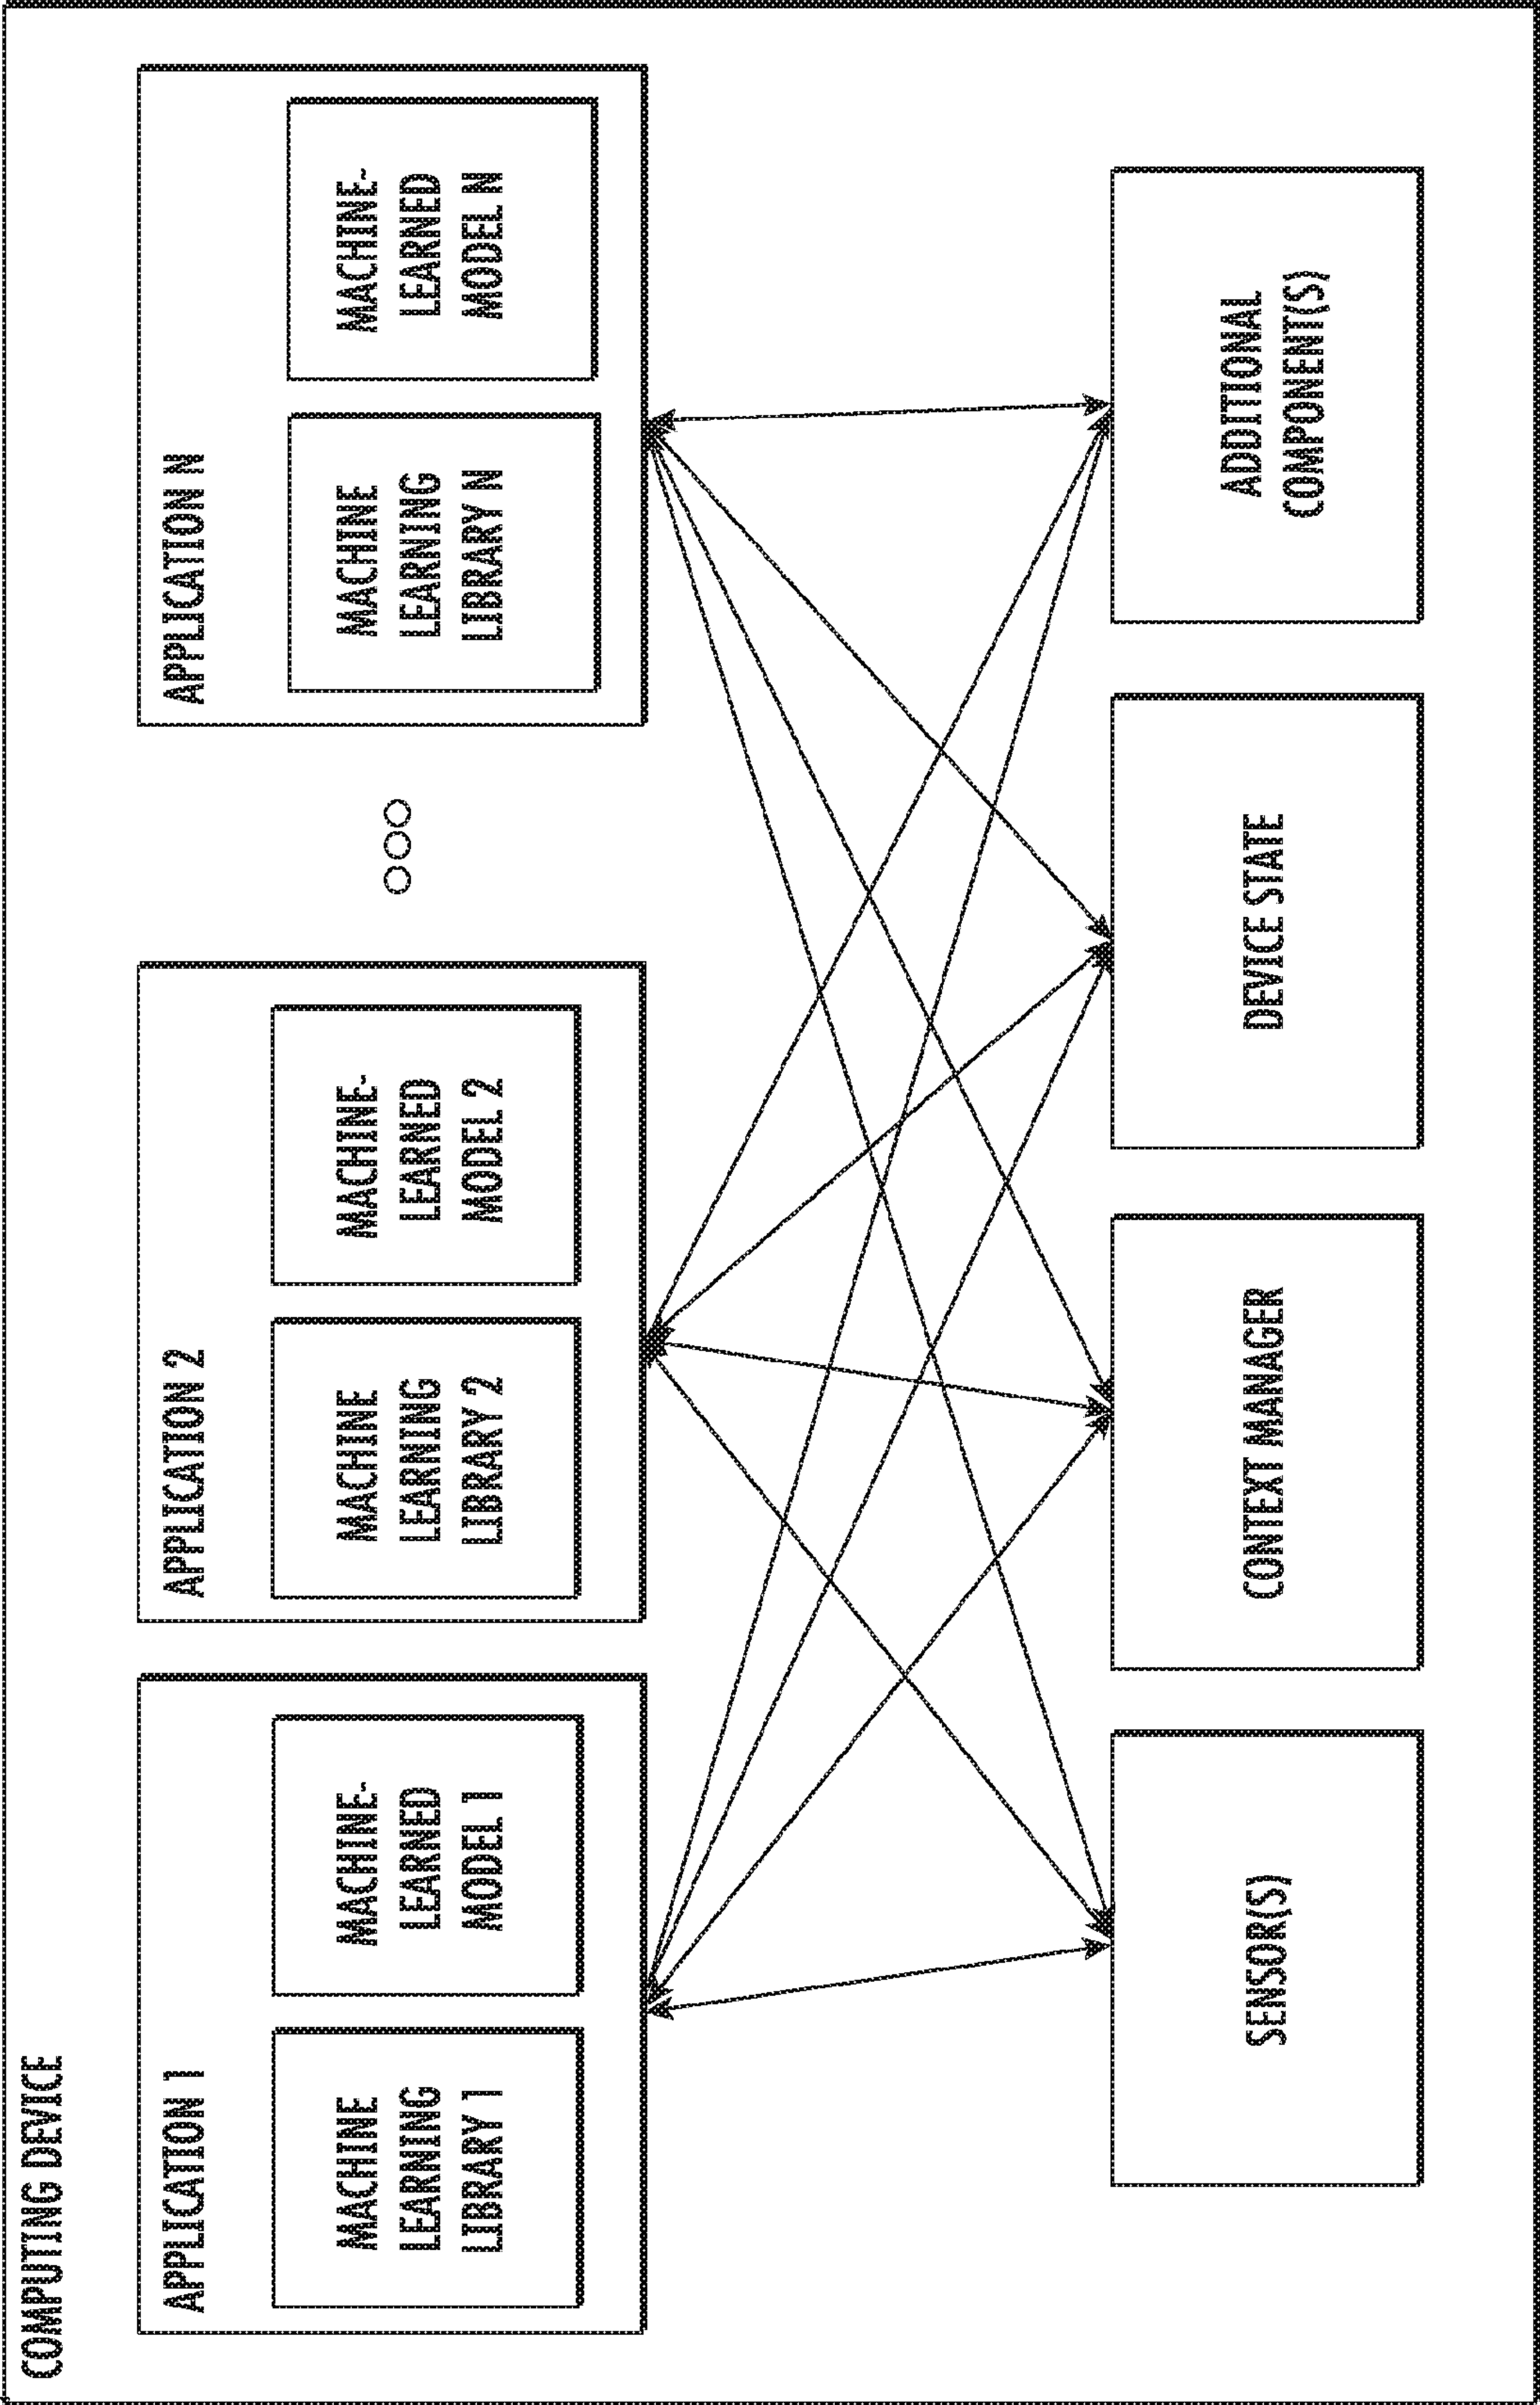 COMPUTING DEVICE
APPLICATION 1
MACHINE
LEARNING
LIBRARY 1
MACHINE-
LEARNED
MODEL 1
APPLICATION 2
MACHINE
LEARNING
LIBRARY 2
MACHINE-
LEARNED
MODEL 2
APPLICATION N
MACHINE
LEARNING
LIBRARY N
MACHINE-
LEARNED
MODEL N
SENSOR(S)
CONTEXT MANAGER
DEVICE STATE
ADDITIONAL
COMPONENT(S)